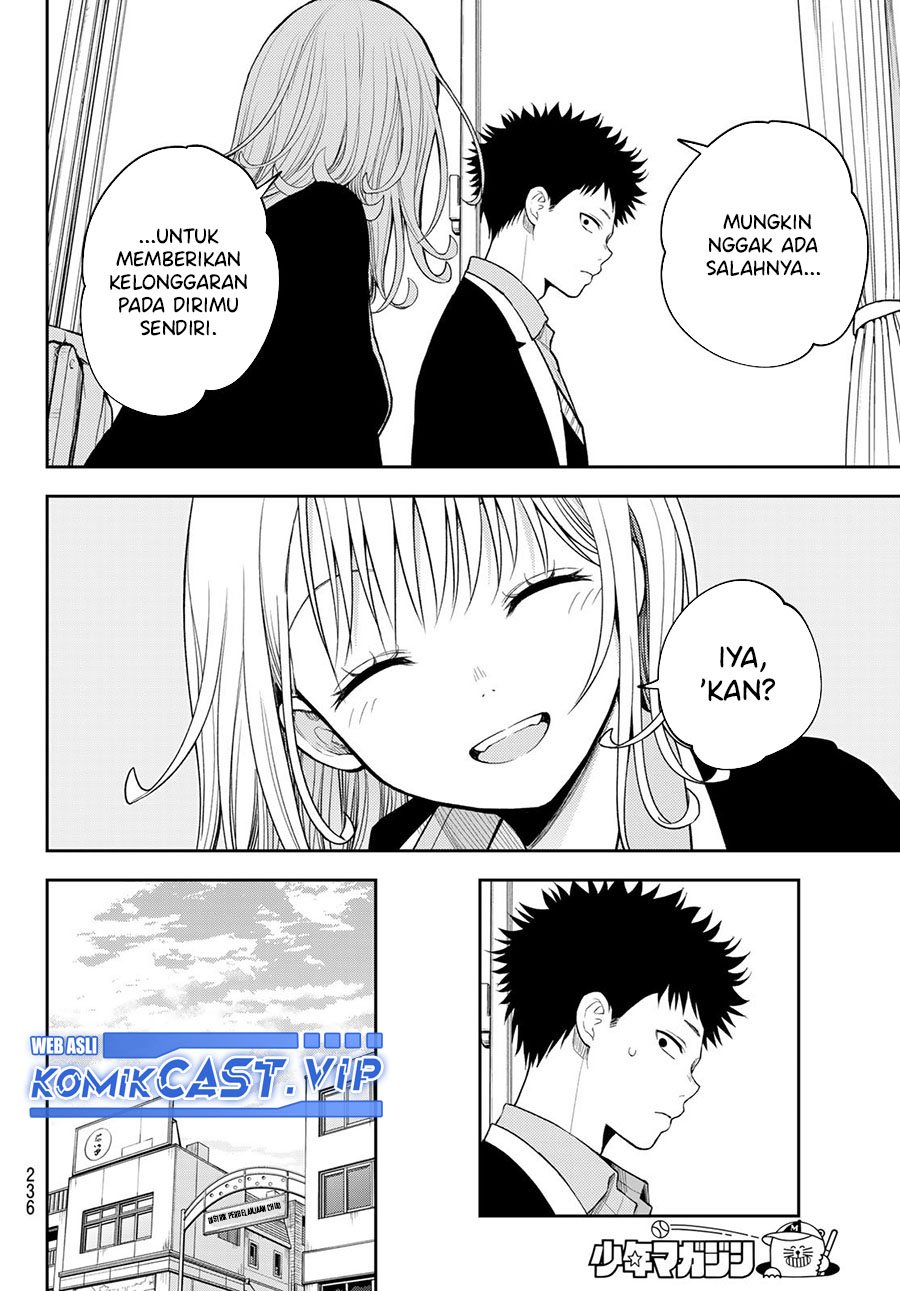 MUNGKIN
NGGAK ADA
SALAHNYA...
...UNTUK
MEMBERIKAN
KELONGGARAN
PADA DIRIMU
SENDIRI.
IYA,
'KAN?
WEB ASLI
KOMIKCAST.VIP
236
少年マガジン
M